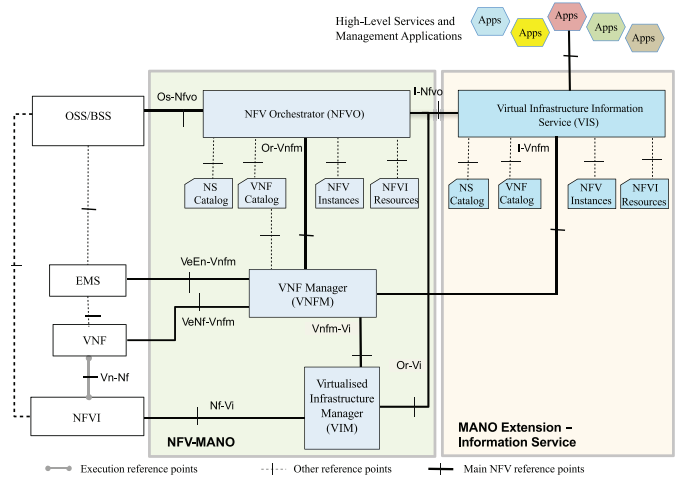 High-Level Services and
Management Applications
Apps
Apps
Apps
Apps
Apps
Os-Nfvo
I-Nfvo
OSS/BSS
NFV Orchestrator (NFVO)
Virtual Infrastructure Information
Service (VIS)
Or-Vnfm
I-Vnfm
NS
Catalog
VNF
Catalog
NFV
Instances
NFVI
Resources
NS
Catalog
VNF
Catalog
NFV
Instances
NFVI
Resources
VeEn-Vnfm
EMS
VNF Manager
(VNFM)
VeNf-Vnfm
VNF
Vnfm-Vi
Vn-Nf
Or-Vi
Virtualised
Infrastructure
Manager
(VIM)
Nf-Vi
NFVI
NFV-MANO
MANO Extension –
Information Service
Execution reference points
Other reference points
Main NFV reference points